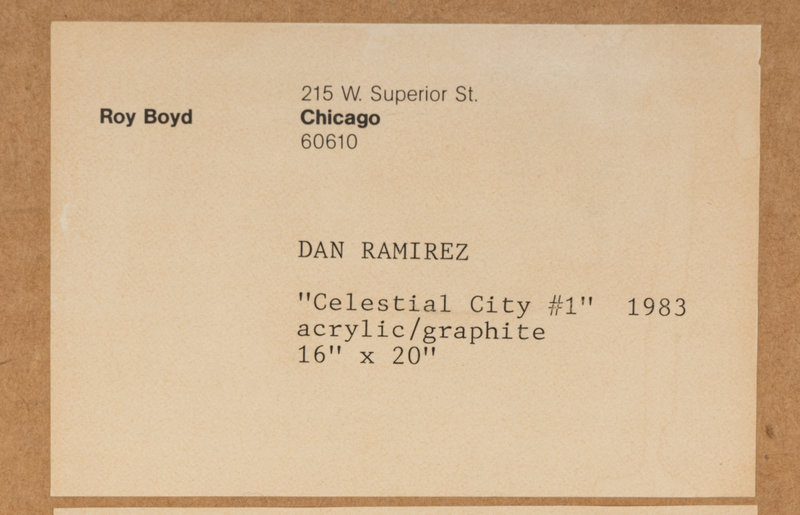 Roy Boyd
215 W. Superior St.
Chicago
60610
DAN RAMIREZ
"Celestial City #1" 1983
acrylic/graphite
16" x 20"